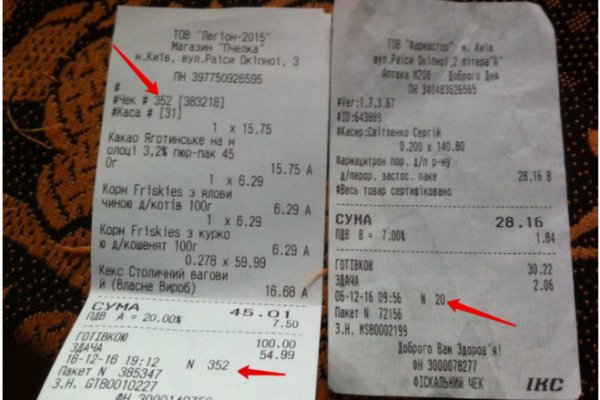 ТОВ "Легіон-2015"
Магазин "Пчелка"
м.Київ, вул.Раїси Окіпної, 3
ПН 397750926595
#
#Чек # 352 [383218]
#Каса # [31]
1 x 15.75
Какао Яготинське на м
олоці 3,2% пюр-пак 45
0г 15.75 А
1 x 6.29
Корм Friskies з ялови
чиною д/котів 100г 6.29 А
1 x 6.29
Корм Friskies з курко
ю д/кошенят 100г 6.29 А
0.278 x 59.99
Кекс Столичний вагови
й (Власне Вироб) 16.68 А
СУМА 45.01
ПДВ А = 20.00% 7.50
ГОТІВКОЮ 100.00
ЗДАЧА 54.99
16-12-16 19:12 N 352
Пакет N 385347
З.Н. GT80010227
ТОВ "Фармастор" м. Київ
вул.Раїси Окіпної,2 літера"А"
Аптека N208 Доброго Дня
ПН 340483626565
#Ver:1.7.3.67
#ID:643889
#Касир:Світленко Сергій
0.200 x 140.80
Фармацитрон пор. д/п р-ну
д/перор. застос. паке 28.16 В
#Весь товар сертифіковано
СУМА 28.16
ПДВ В = 7.00% 1.84
ГОТІВКОЮ 30.22
ЗДАЧА 2.06
06-12-16 09:56 N 20
Пакет N 72156
З.Н. MS80002199
Доброго Вам Здоров'я!
ФН 3000078277
ФІСКАЛЬНИЙ ЧЕК ІКС